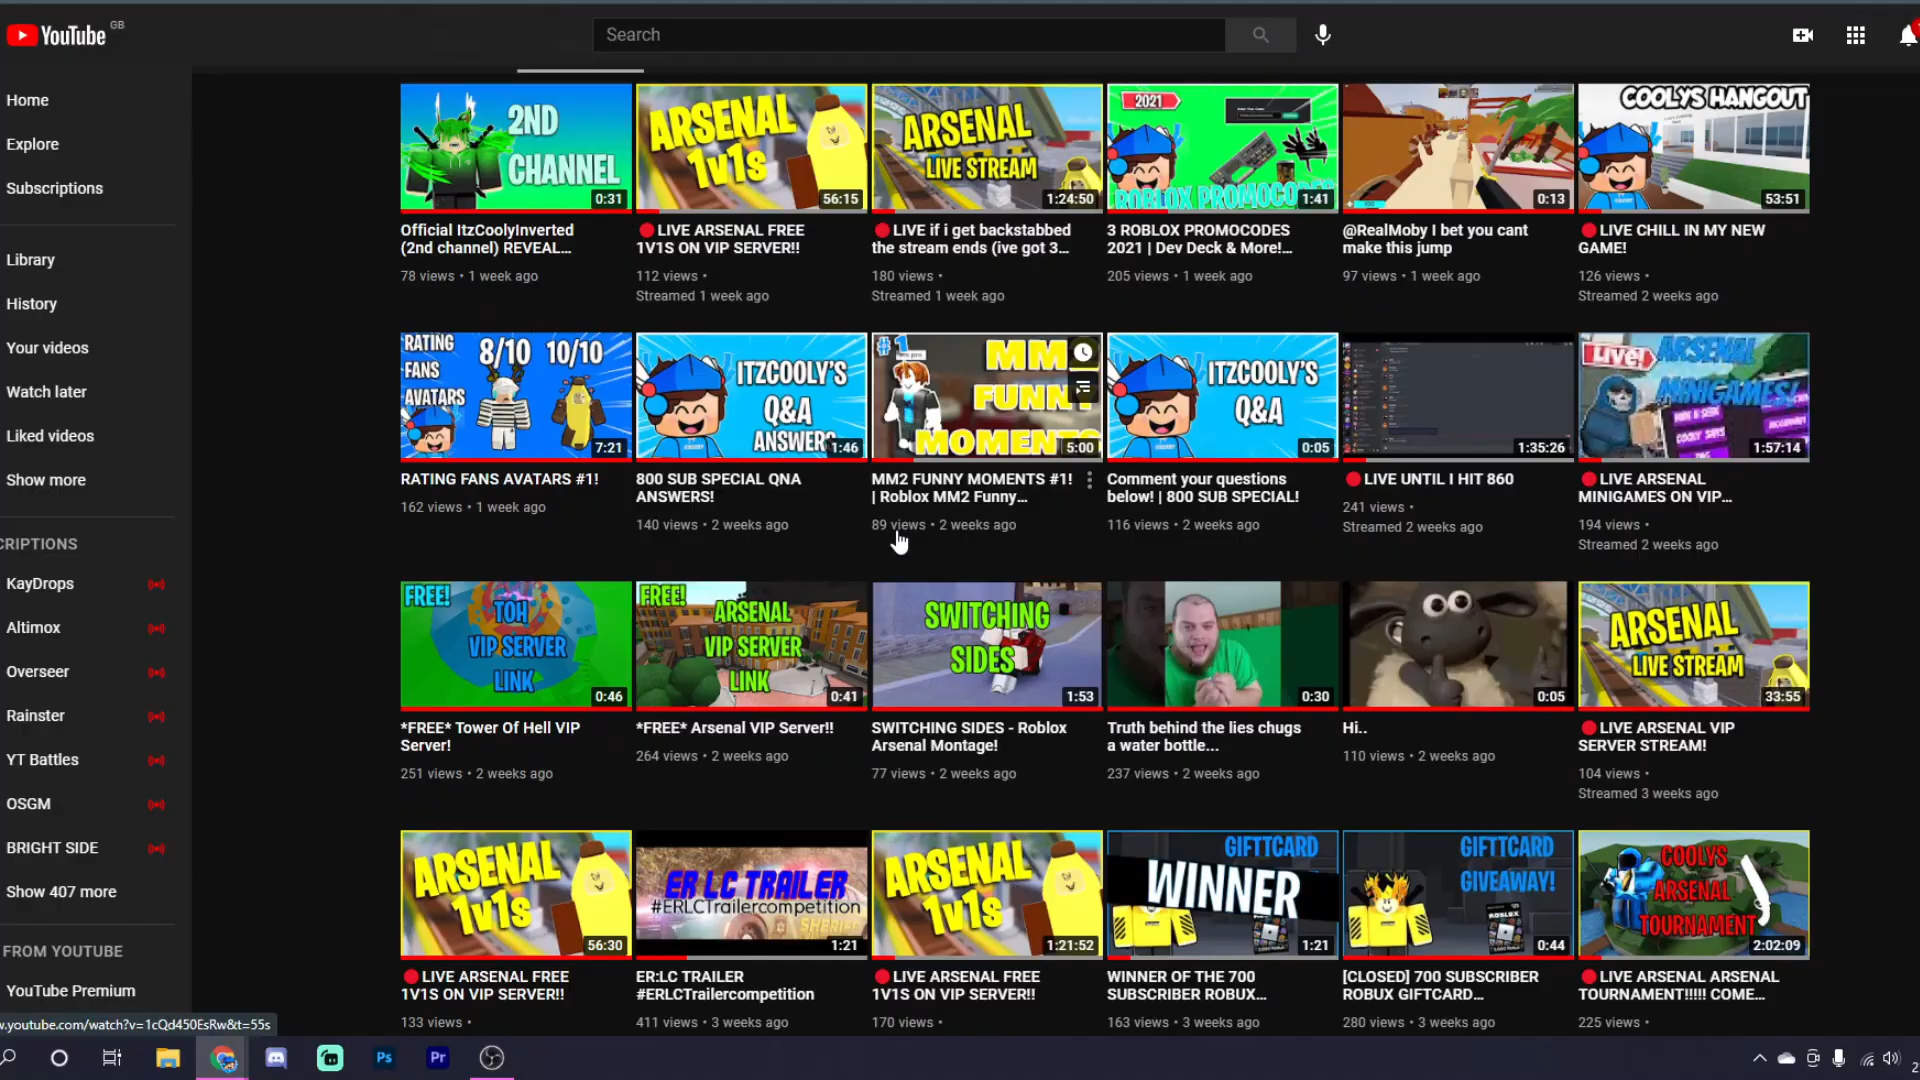 YouTube GB
Search
Home
Explore
Subscriptions
Library
History
Your videos
Watch later
Liked videos
Show more
CRIPTIONS
KayDrops
Altimox
Overseer
Rainster
YT Battles
OSGM
BRIGHT SIDE
Show 407 more
FROM YOUTUBE
YouTube Premium
w.youtube.com/watch?v=1cQd450EsRw&t=55s
2ND
CHANNEL
0:31
Official ItzCoolyInverted
(2nd channel) REVEAL...
78 views • 1 week ago
ARSENAL
1v1s
56:15
LIVE ARSENAL FREE
1V1S ON VIP SERVER!!
112 views •
Streamed 1 week ago
ARSENAL
LIVE STREAM
1:24:50
LIVE if i get backstabbed
the stream ends (ive got 3...
180 views •
Streamed 1 week ago
2021
ROBLOX PROMOCODES
1:41
3 ROBLOX PROMOCODES
2021 | Dev Deck & More!...
205 views • 1 week ago
0:13
@RealMoby I bet you cant
make this jump
97 views • 1 week ago
COOLYS HANGOUT
53:51
LIVE CHILL IN MY NEW
GAME!
126 views •
Streamed 2 weeks ago
RATING
FANS
AVATARS
8/10 10/10
7:21
RATING FANS AVATARS #1!
162 views • 1 week ago
ITZCOOLY'S
Q&A
ANSWERS
1:46
800 SUB SPECIAL QNA
ANSWERS!
140 views • 2 weeks ago
#1
MM
FUNN
MOMENTS
5:00
MM2 FUNNY MOMENTS #1!
| Roblox MM2 Funny...
89 views • 2 weeks ago
ITZCOOLY'S
Q&A
0:05
Comment your questions
below! | 800 SUB SPECIAL!
116 views • 2 weeks ago
1:35:26
LIVE UNTIL I HIT 860
241 views •
Streamed 2 weeks ago
Live!
ARSENAL
MINIGAMES!
1:57:14
LIVE ARSENAL
MINIGAMES ON VIP...
194 views •
Streamed 2 weeks ago
FREE!
TOH
VIP SERVER
LINK
0:46
*FREE* Tower Of Hell VIP
Server!
251 views • 2 weeks ago
FREE!
ARSENAL
VIP SERVER
LINK
0:41
*FREE* Arsenal VIP Server!!
264 views • 2 weeks ago
SWITCHING
SIDES
1:53
SWITCHING SIDES - Roblox
Arsenal Montage!
77 views • 2 weeks ago
0:30
Truth behind the lies chugs
a water bottle...
237 views • 2 weeks ago
0:05
Hi..
110 views • 2 weeks ago
ARSENAL
LIVE STREAM
33:55
LIVE ARSENAL VIP
SERVER STREAM!
104 views •
Streamed 3 weeks ago
ARSENAL
1v1s
56:30
LIVE ARSENAL FREE
1V1S ON VIP SERVER!!
133 views •
ER LC TRAILER
#ERLCTrailercompetition
SHERIFF
1:21
ER:LC TRAILER
#ERLCTrailercompetition
411 views • 3 weeks ago
ARSENAL
1v1s
1:21:52
LIVE ARSENAL FREE
1V1S ON VIP SERVER!!
170 views •
GIFTCARD
WINNER
1:21
WINNER OF THE 700
SUBSCRIBER ROBUX...
163 views • 3 weeks ago
GIFTCARD
GIVEAWAY!
ROBLOX
0:44
[CLOSED] 700 SUBSCRIBER
ROBUX GIFTCARD...
280 views • 3 weeks ago
COOLYS
ARSENAL
TOURNAMENT
2:02:09
LIVE ARSENAL ARSENAL
TOURNAMENT!!!!! COME...
225 views •
Ps
Pr
2